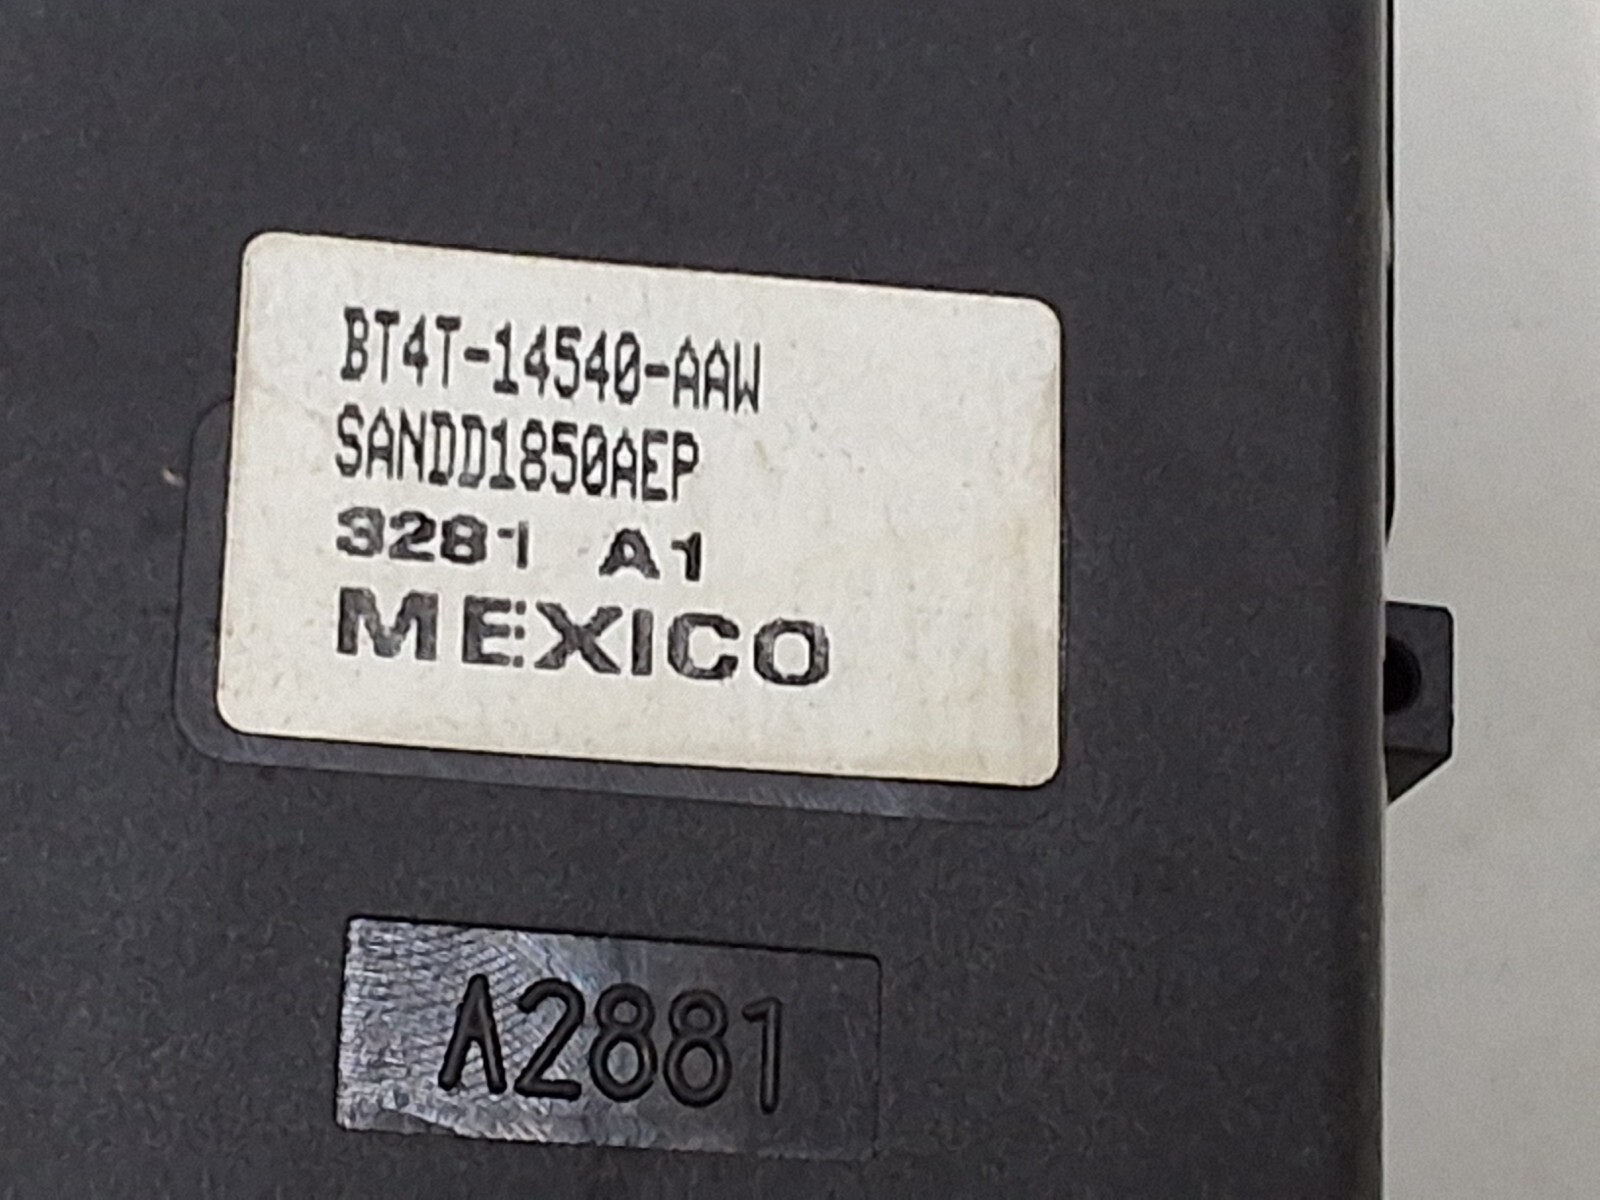 BT4T-14540-AAW
SANDD1850AEP
3281 A1
MEXICO
A2881